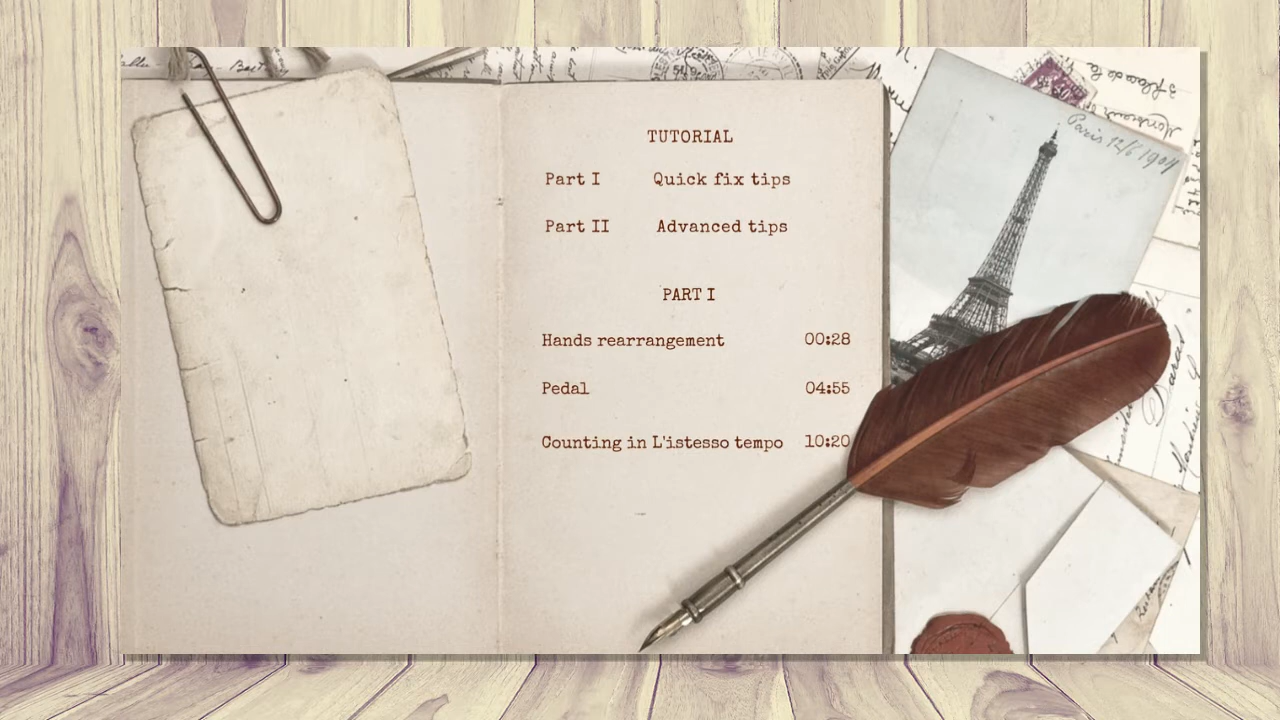 TUTORIAL
Part I Quick fix tips
Part II Advanced tips
PART I
Hands rearrangement 00:28
Pedal 04:55
Counting in L'istesso tempo 10:20
Paris 12/6 1904